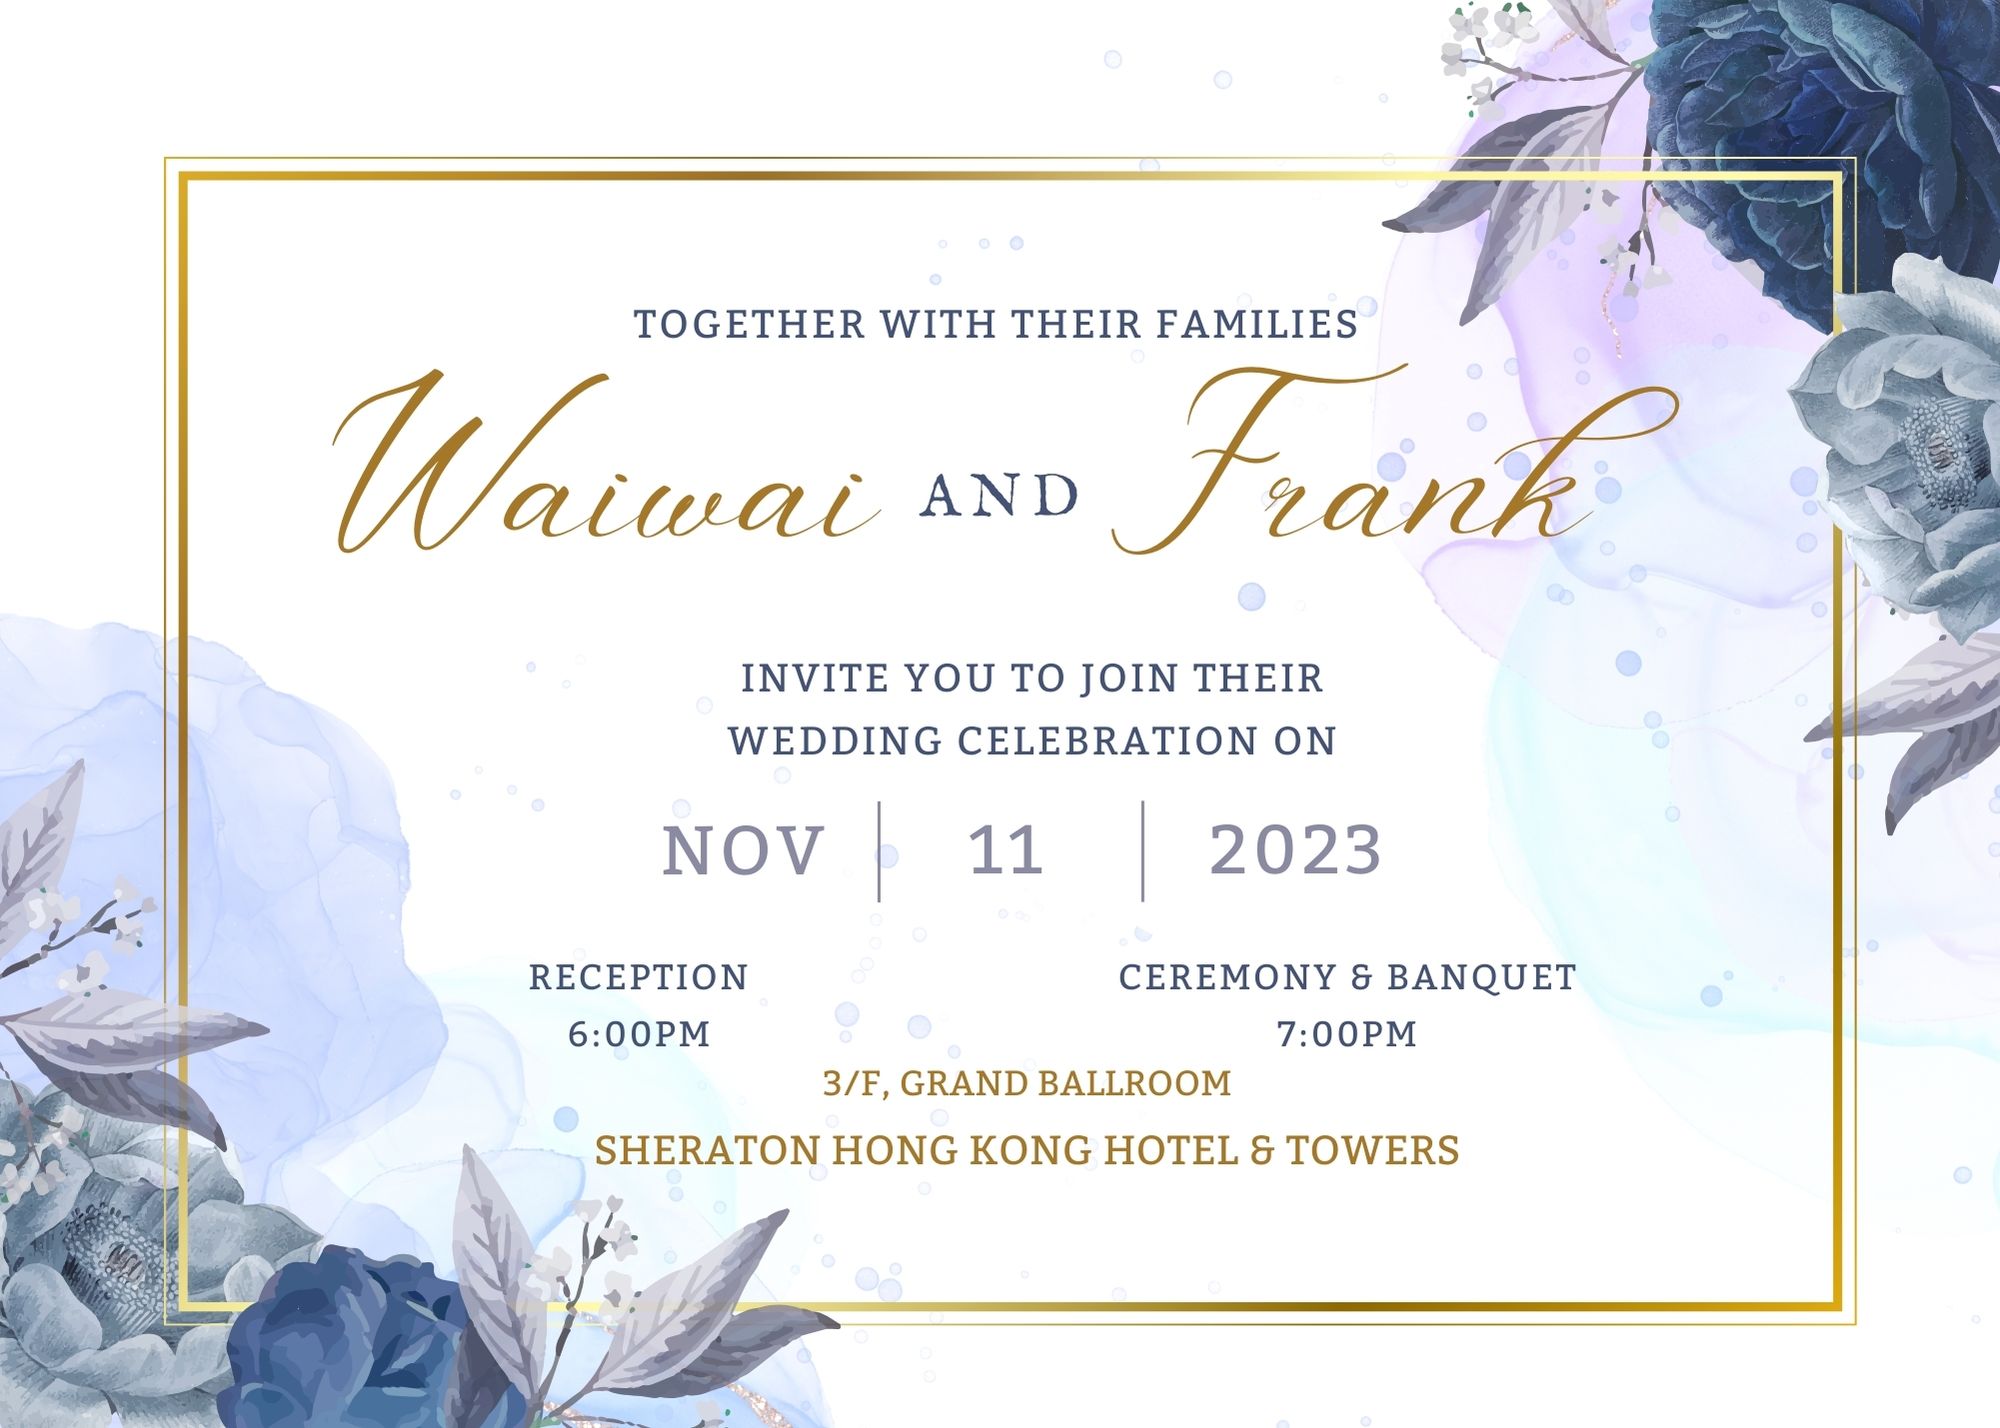 TOGETHER WITH THEIR FAMILIES
Waiwai AND Frank
INVITE YOU TO JOIN THEIR
WEDDING CELEBRATION ON
NOV 11 2023
RECEPTION CEREMONY & BANQUET
6:00PM 7:00PM
3/F, GRAND BALLROOM
SHERATON HONG KONG HOTEL & TOWERS